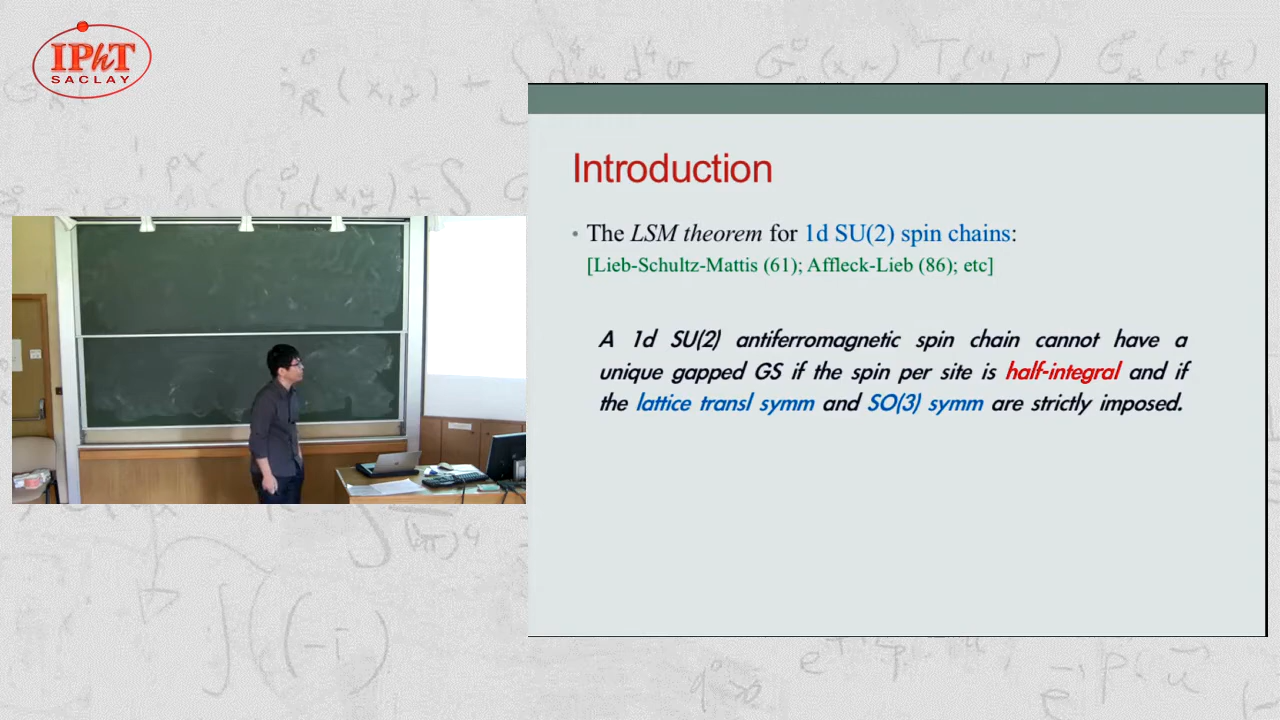 IPhT
SACLAY
Introduction
• The LSM theorem for 1d SU(2) spin chains:
[Lieb-Schultz-Mattis (61); Affleck-Lieb (86); etc]
A 1d SU(2) antiferromagnetic spin chain cannot have a
unique gapped GS if the spin per site is half-integral and if
the lattice transl symm and SO(3) symm are strictly imposed.